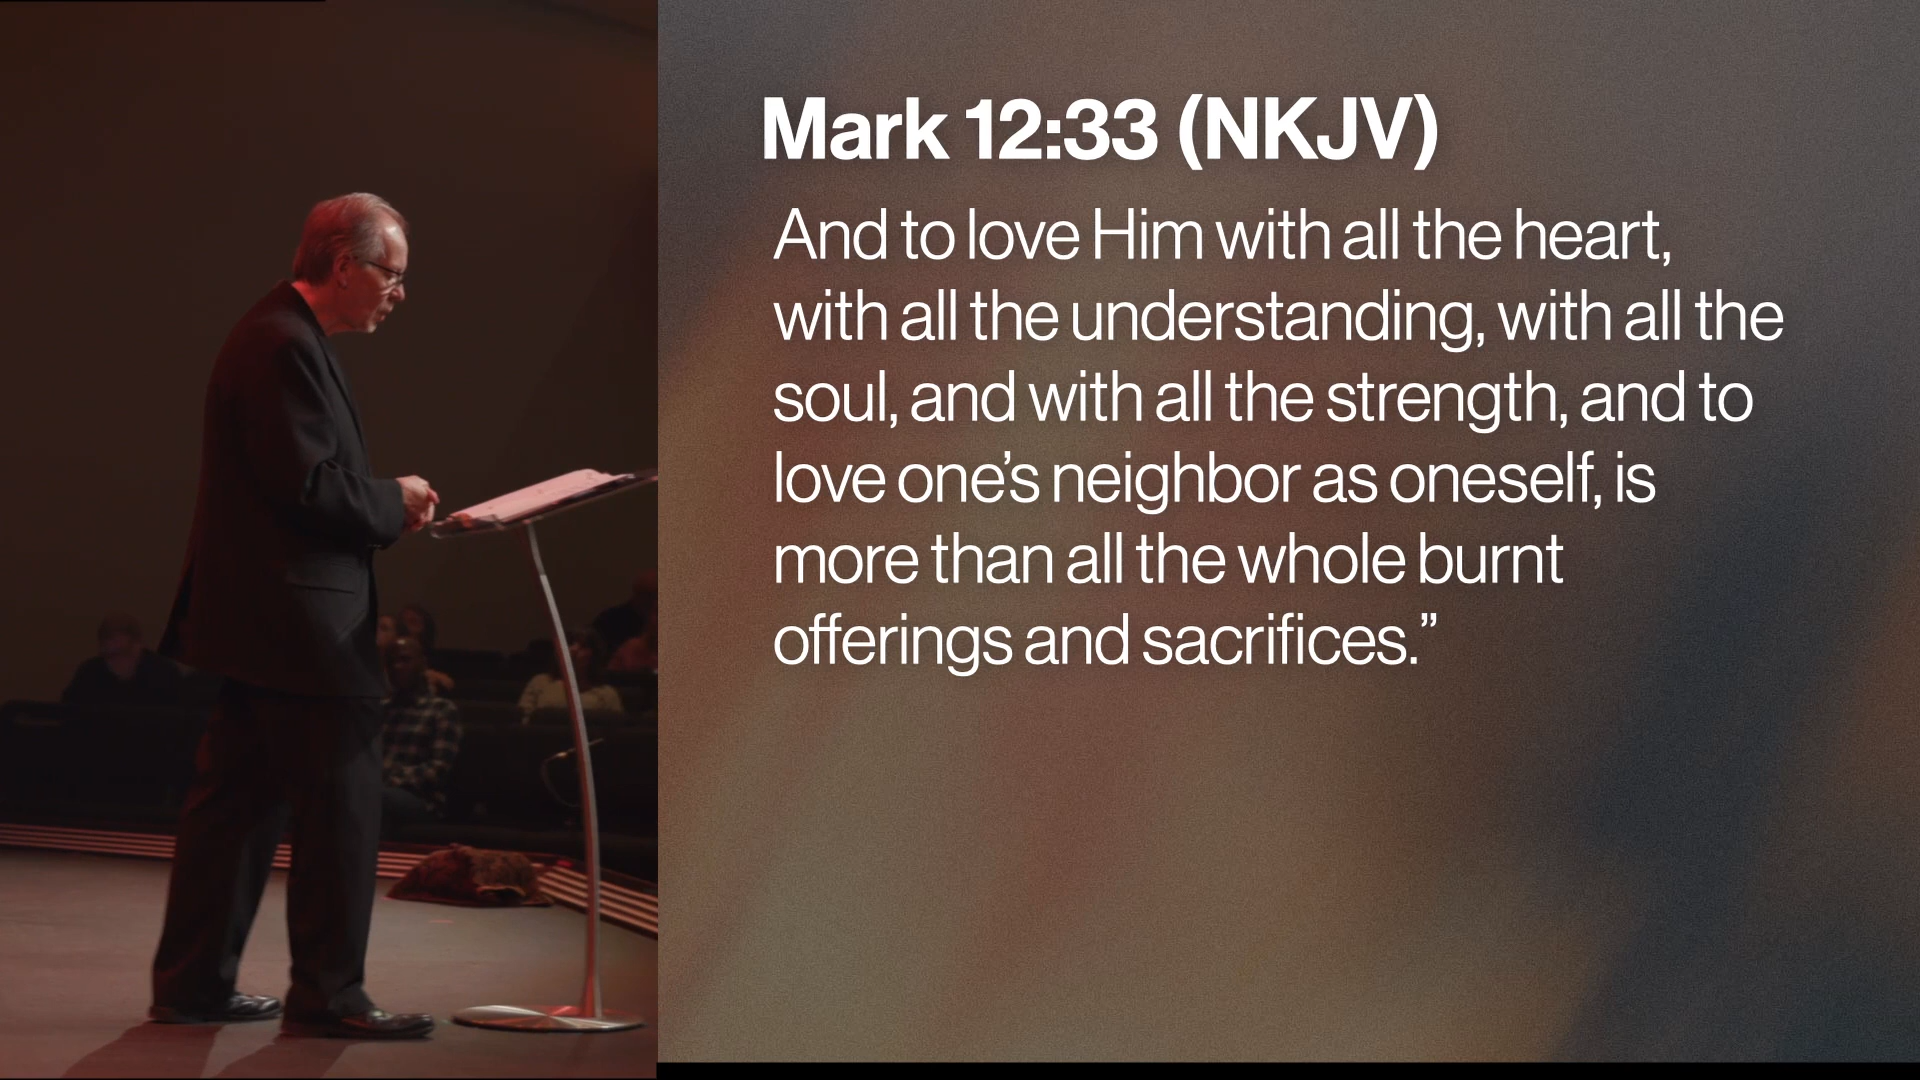 Mark 12:33 (NKJV)
And to love Him with all the heart,
with all the understanding, with all the
soul, and with all the strength, and to
love one’s neighbor as oneself, is
more than all the whole burnt
offerings and sacrifices.”